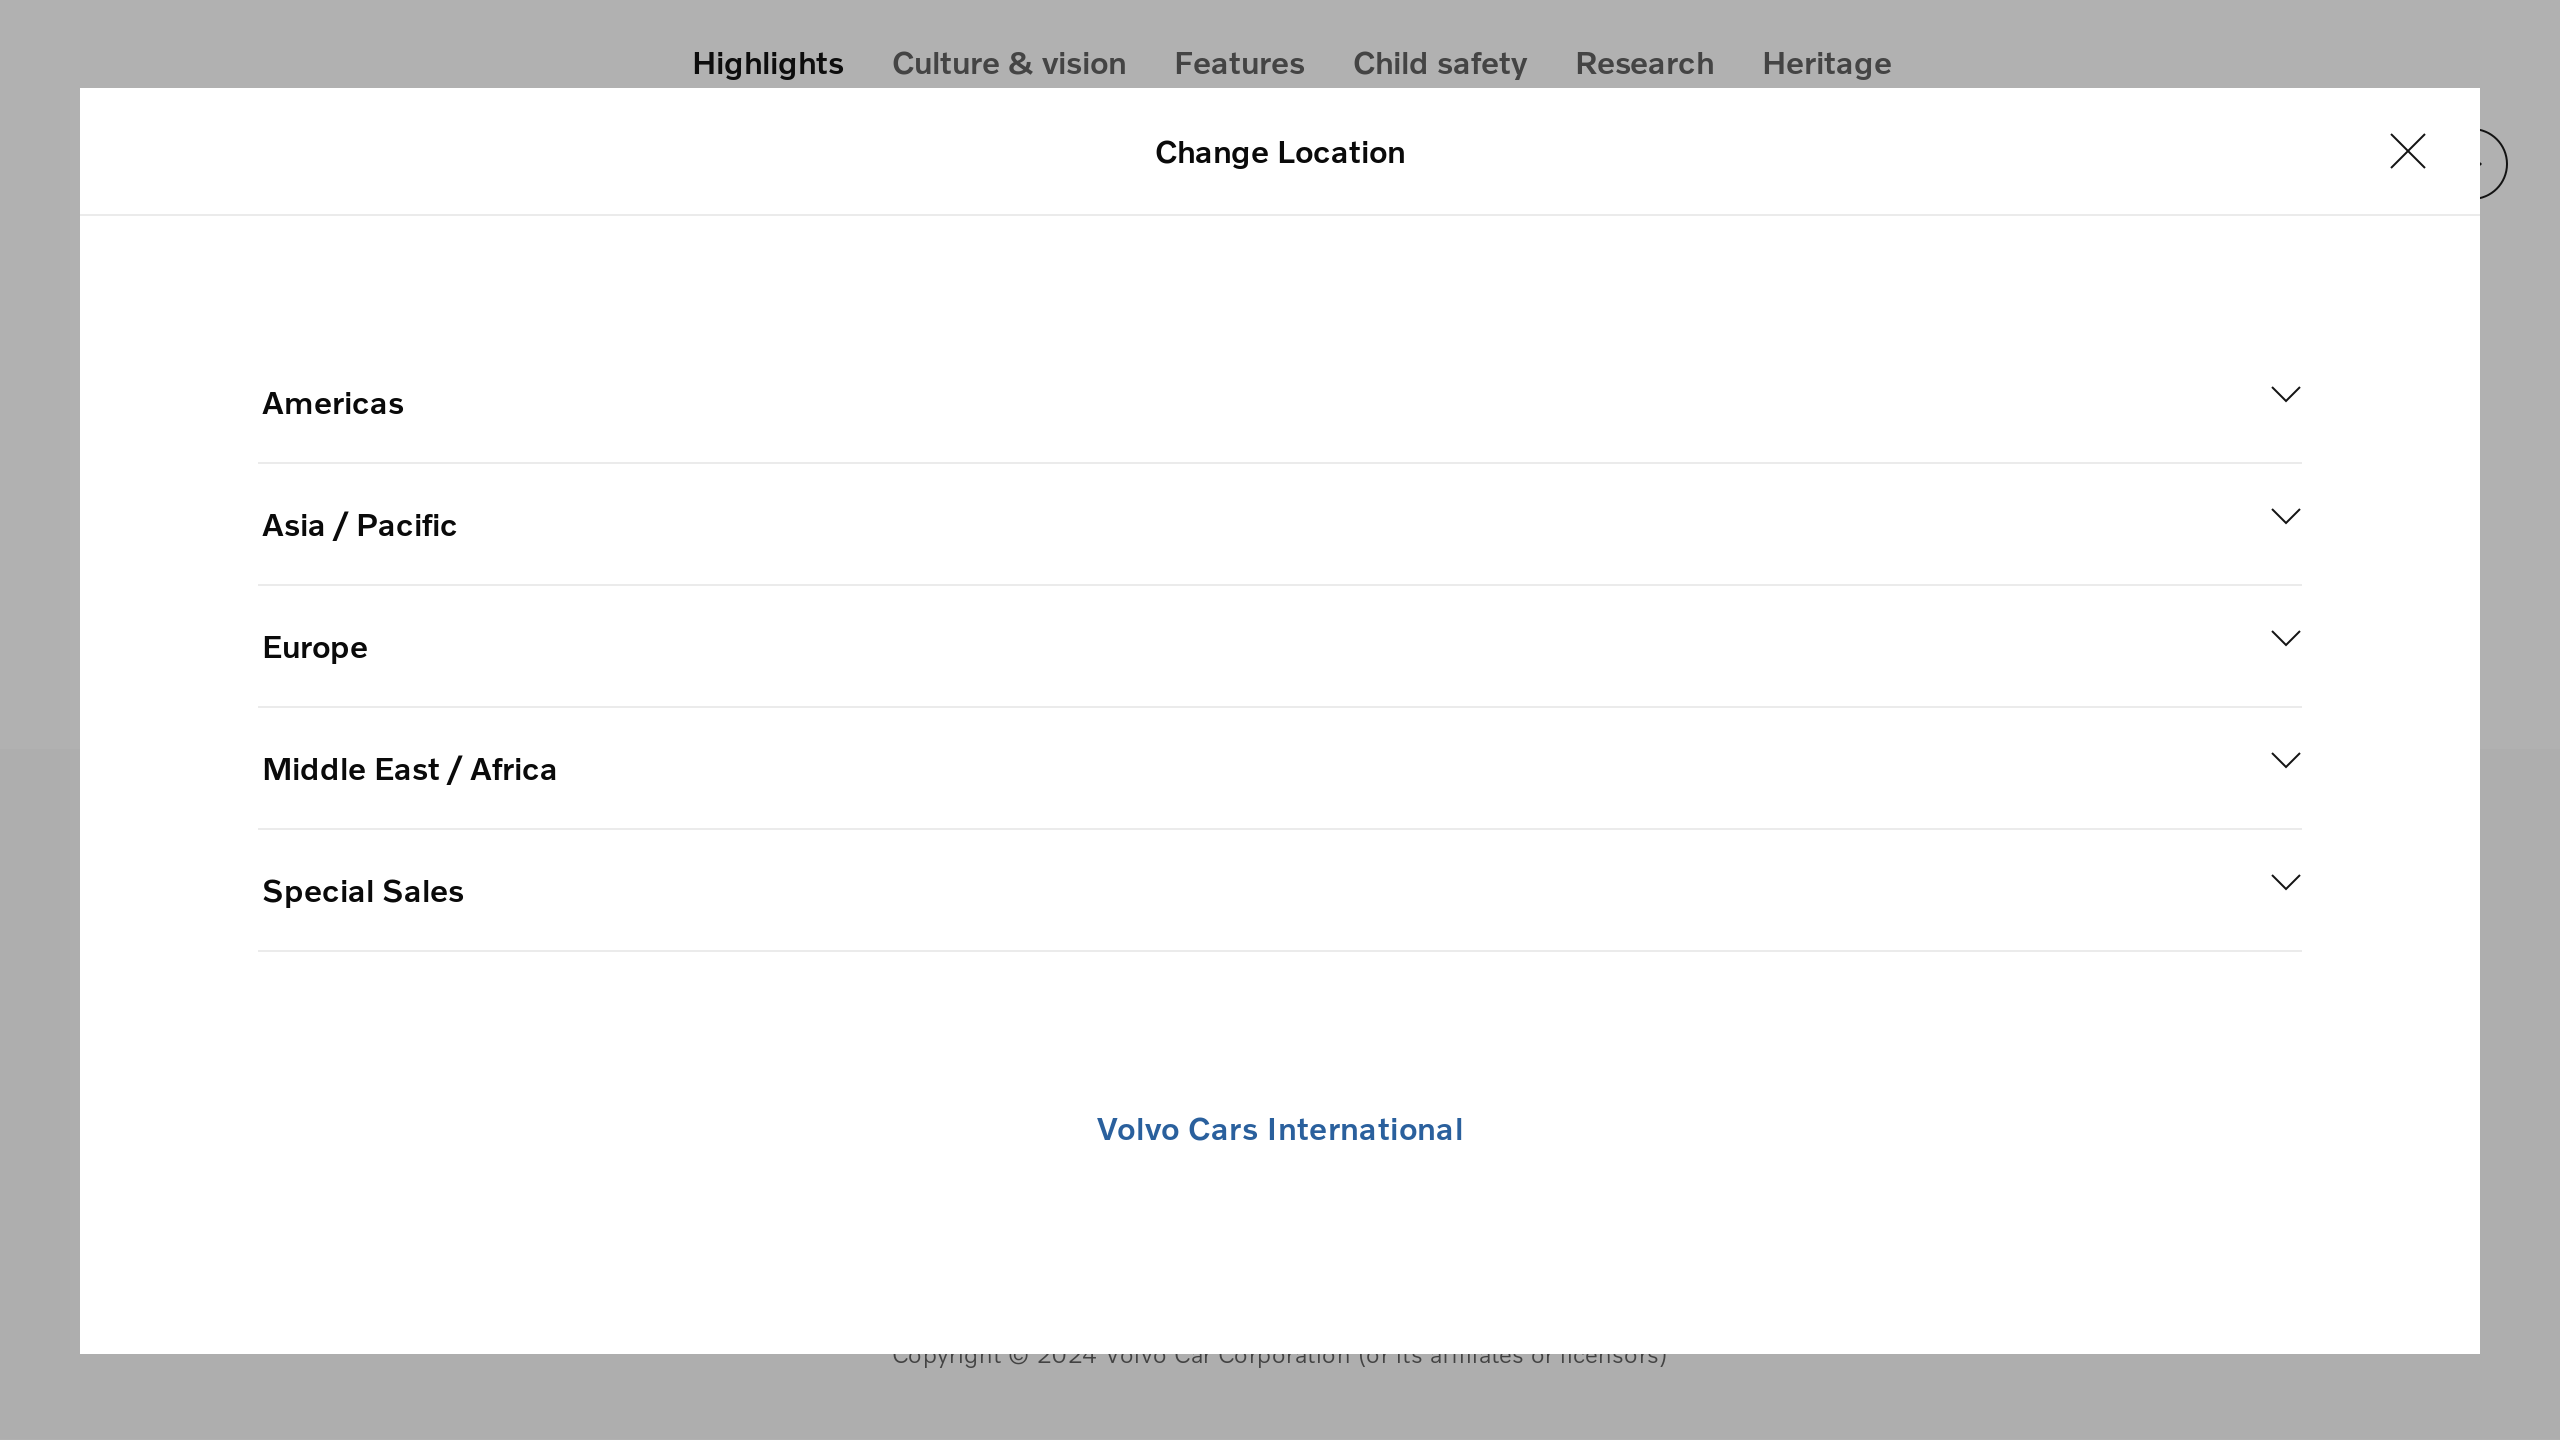 Highlights Culture & vision Features Child safety Research Heritage
Change Location
Americas
Asia / Pacific
Europe
Middle East / Africa
Special Sales
Volvo Cars International
Copyright © 2024 Volvo Car Corporation (or its affiliates or licensors)